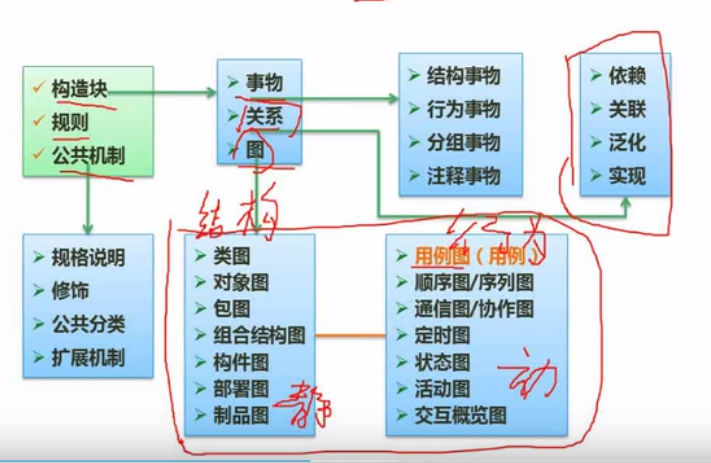 构造块
规则
公共机制
事物
关系
图
结构事物
行为事物
分组事物
注释事物
依赖
关联
泛化
实现
规格说明
修饰
公共分类
扩展机制
结构
类图
对象图
包图
组合结构图
构件图
部署图
制品图
静
行为
用例图（用例）
顺序图/序列图
通信图/协作图
定时图
状态图
活动图
交互概览图
动